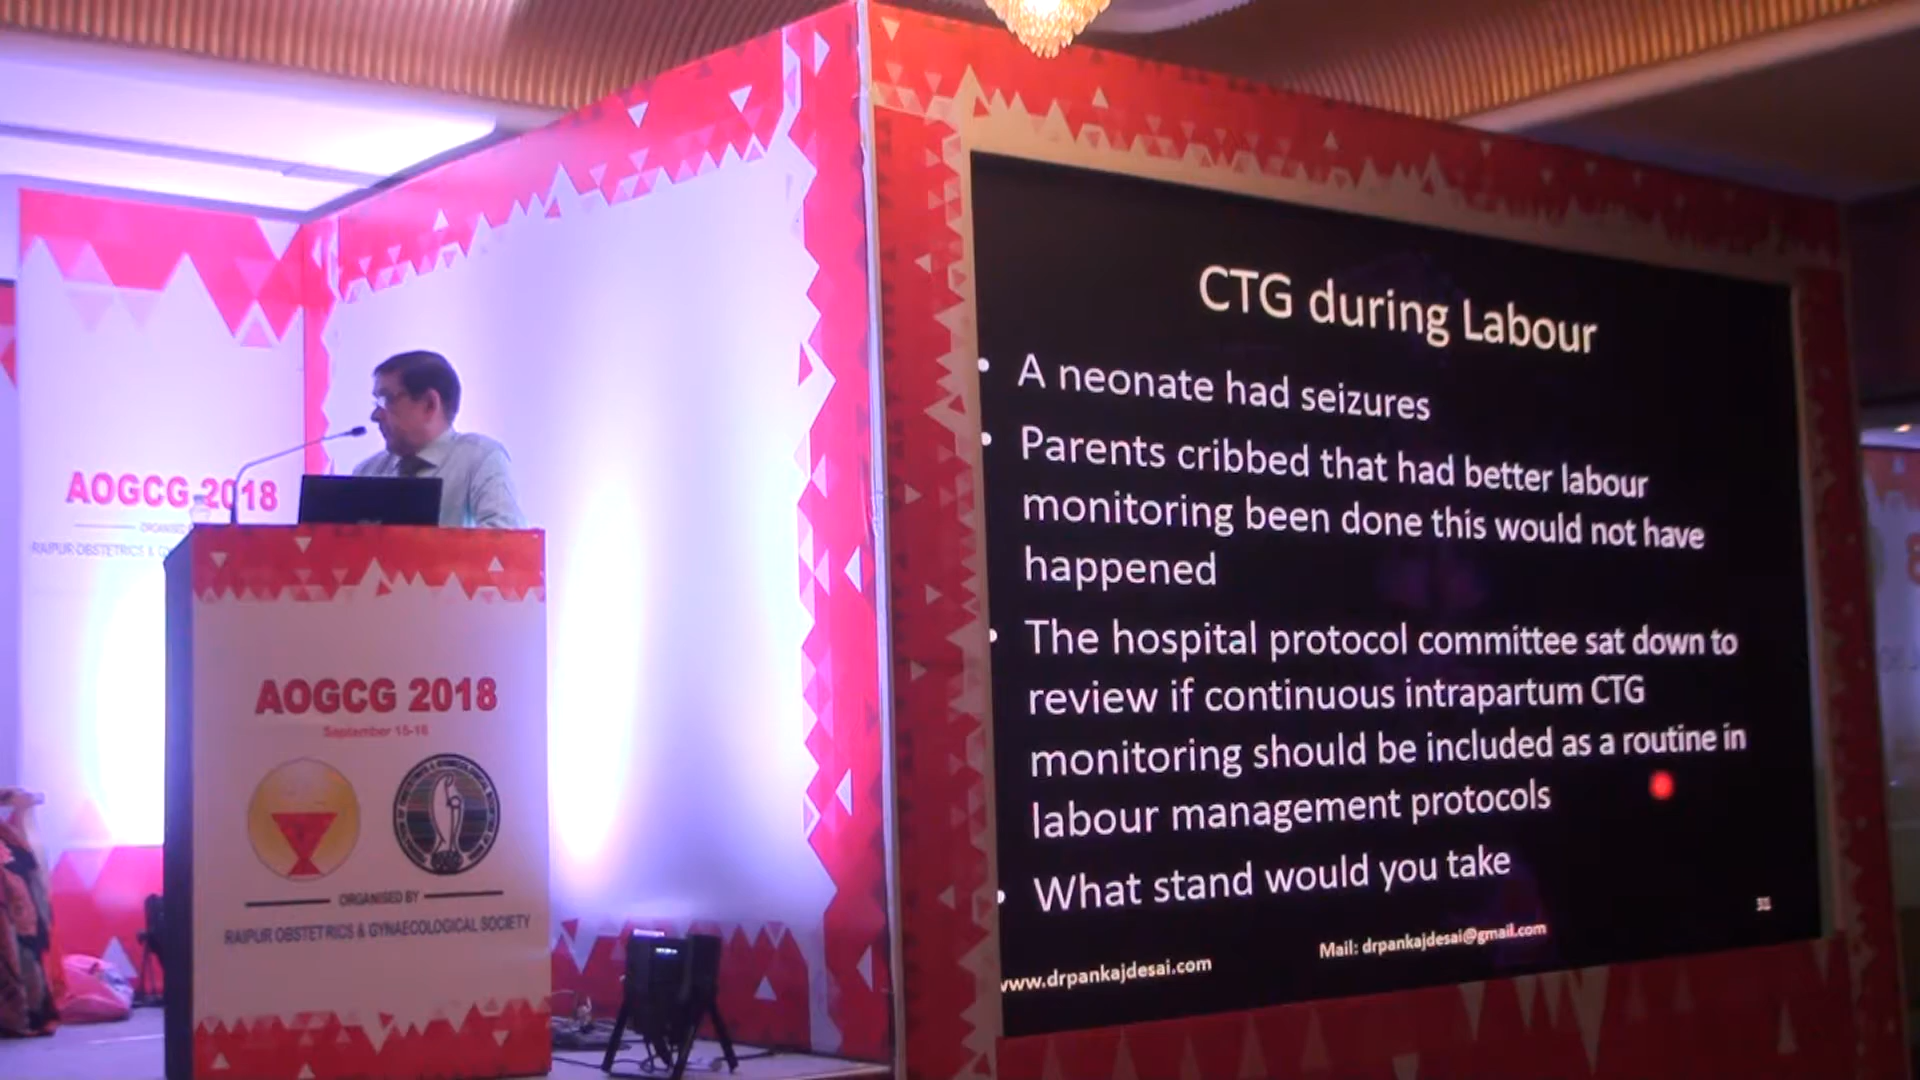 CTG during Labour
• A neonate had seizures
• Parents cribbed that had better labour
monitoring been done this would not have
happened
• The hospital protocol committee sat down to
review if continuous intrapartum CTG
monitoring should be included as a routine in
labour management protocols
• What stand would you take
www.drpankajdesai.com
Mail: drpankajdesai@gmail.com
AOGCG 2018
RAIPUR OBSTETRICS &
AOGCG 2018
September 15-16
ORGANISED BY
RAIPUR OBSTETRICS & GYNAECOLOGICAL SOCIETY